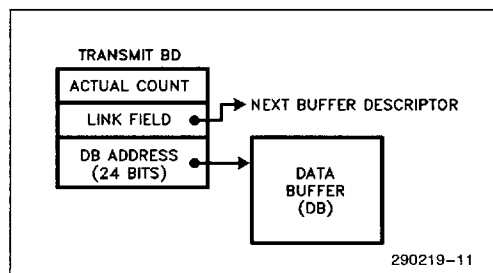 TRANSMIT BD
ACTUAL COUNT
LINK FIELD
NEXT BUFFER DESCRIPTOR
DB ADDRESS
(24 BITS)
DATA
BUFFER
(DB)
290219-11